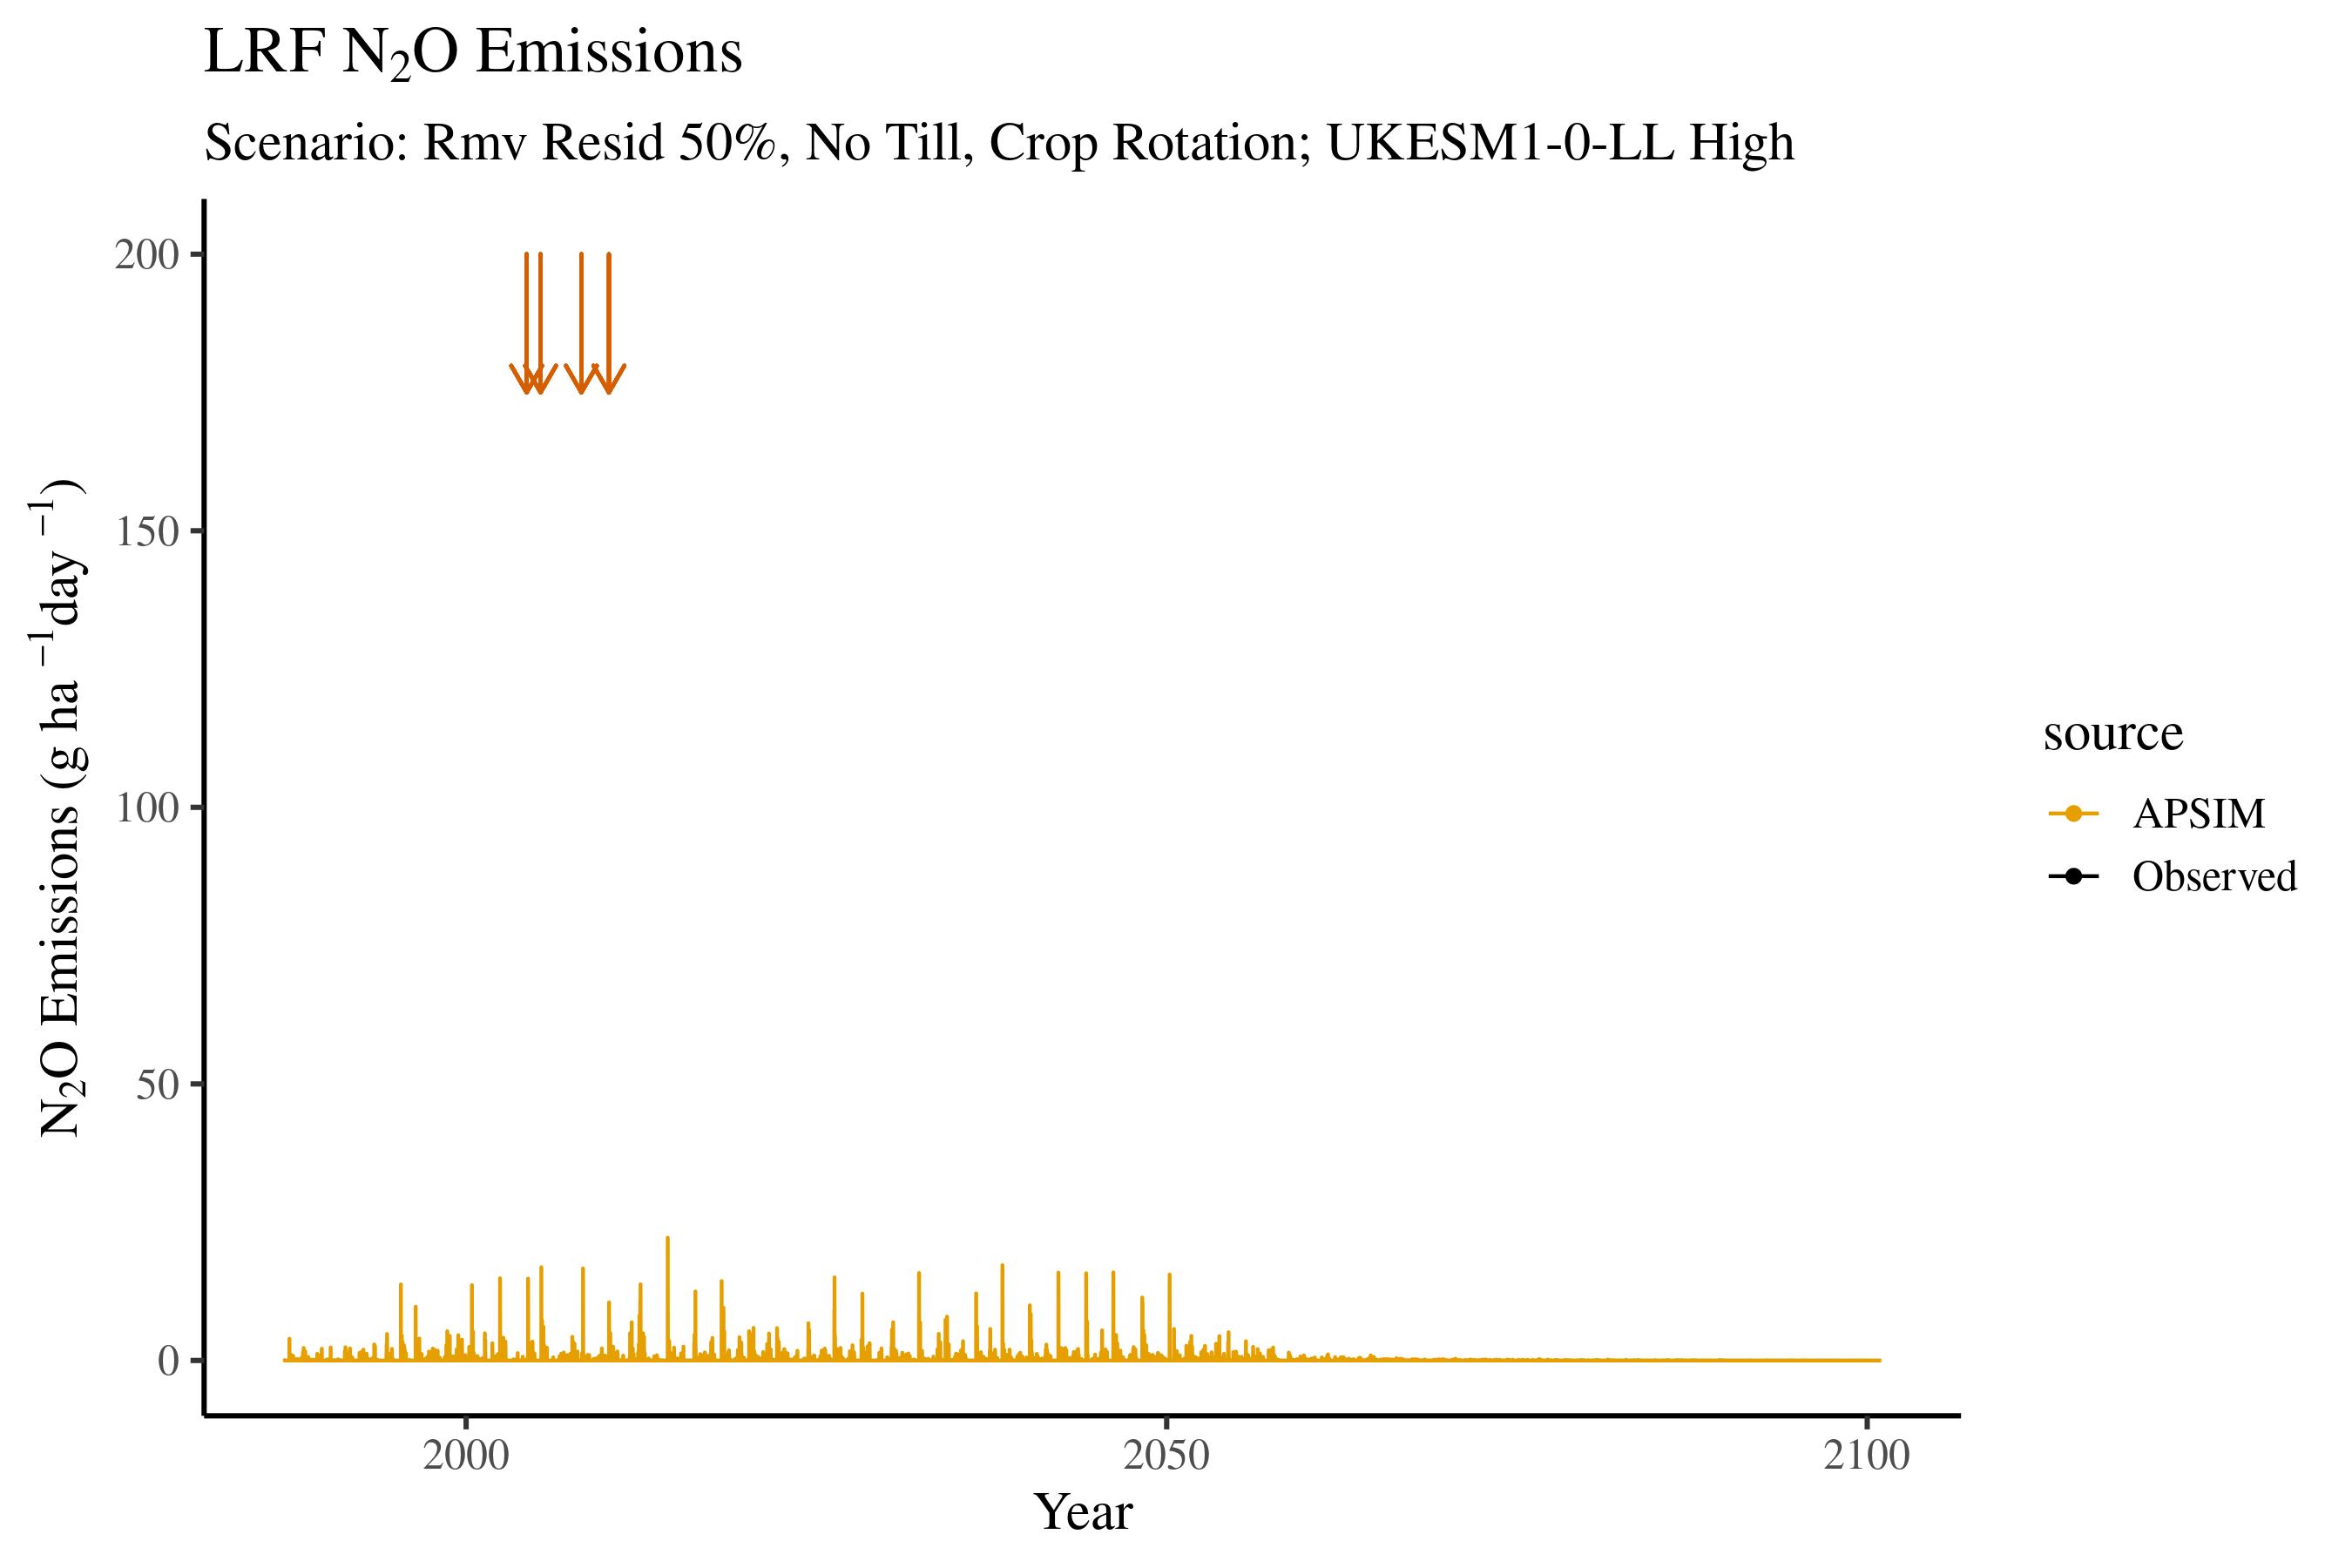 LRF N₂O Emissions
Scenario: Rmv Resid 50%, No Till, Crop Rotation; UKESM1-0-LL High
N₂O Emissions (g ha ⁻¹day ⁻¹)
200
150
100
50
0
2000 2050 2100
Year
source
APSIM
Observed